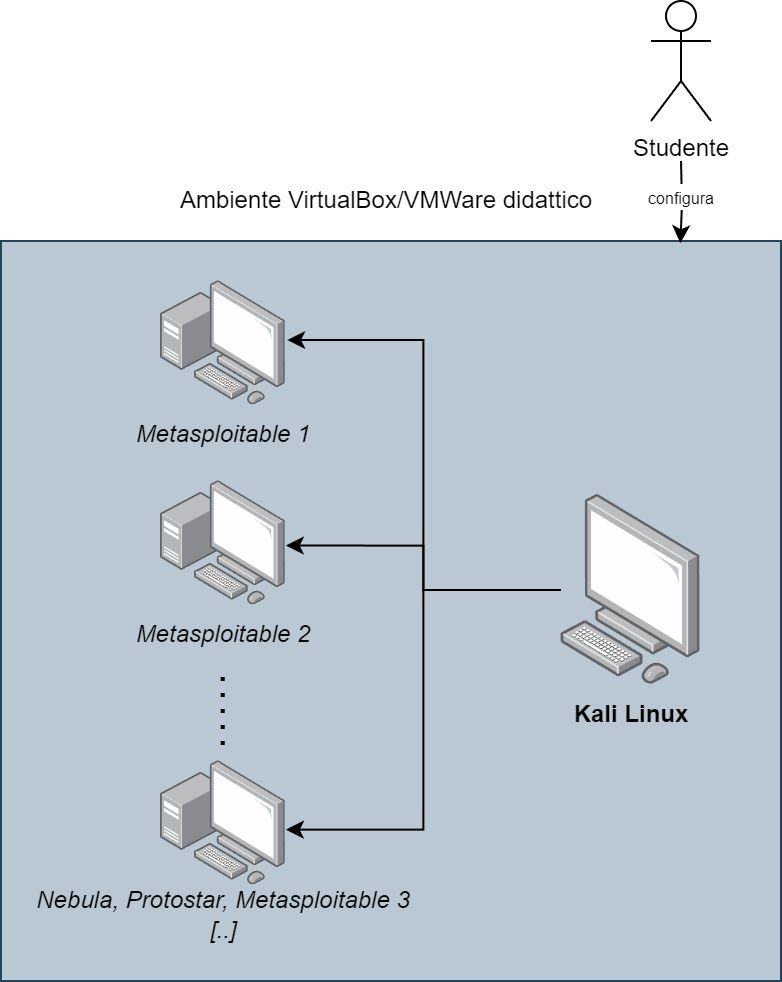 Studente
configura
Ambiente VirtualBox/VMWare didattico
Metasploitable 1
Metasploitable 2
Kali Linux
Nebula, Protostar, Metasploitable 3
[..]